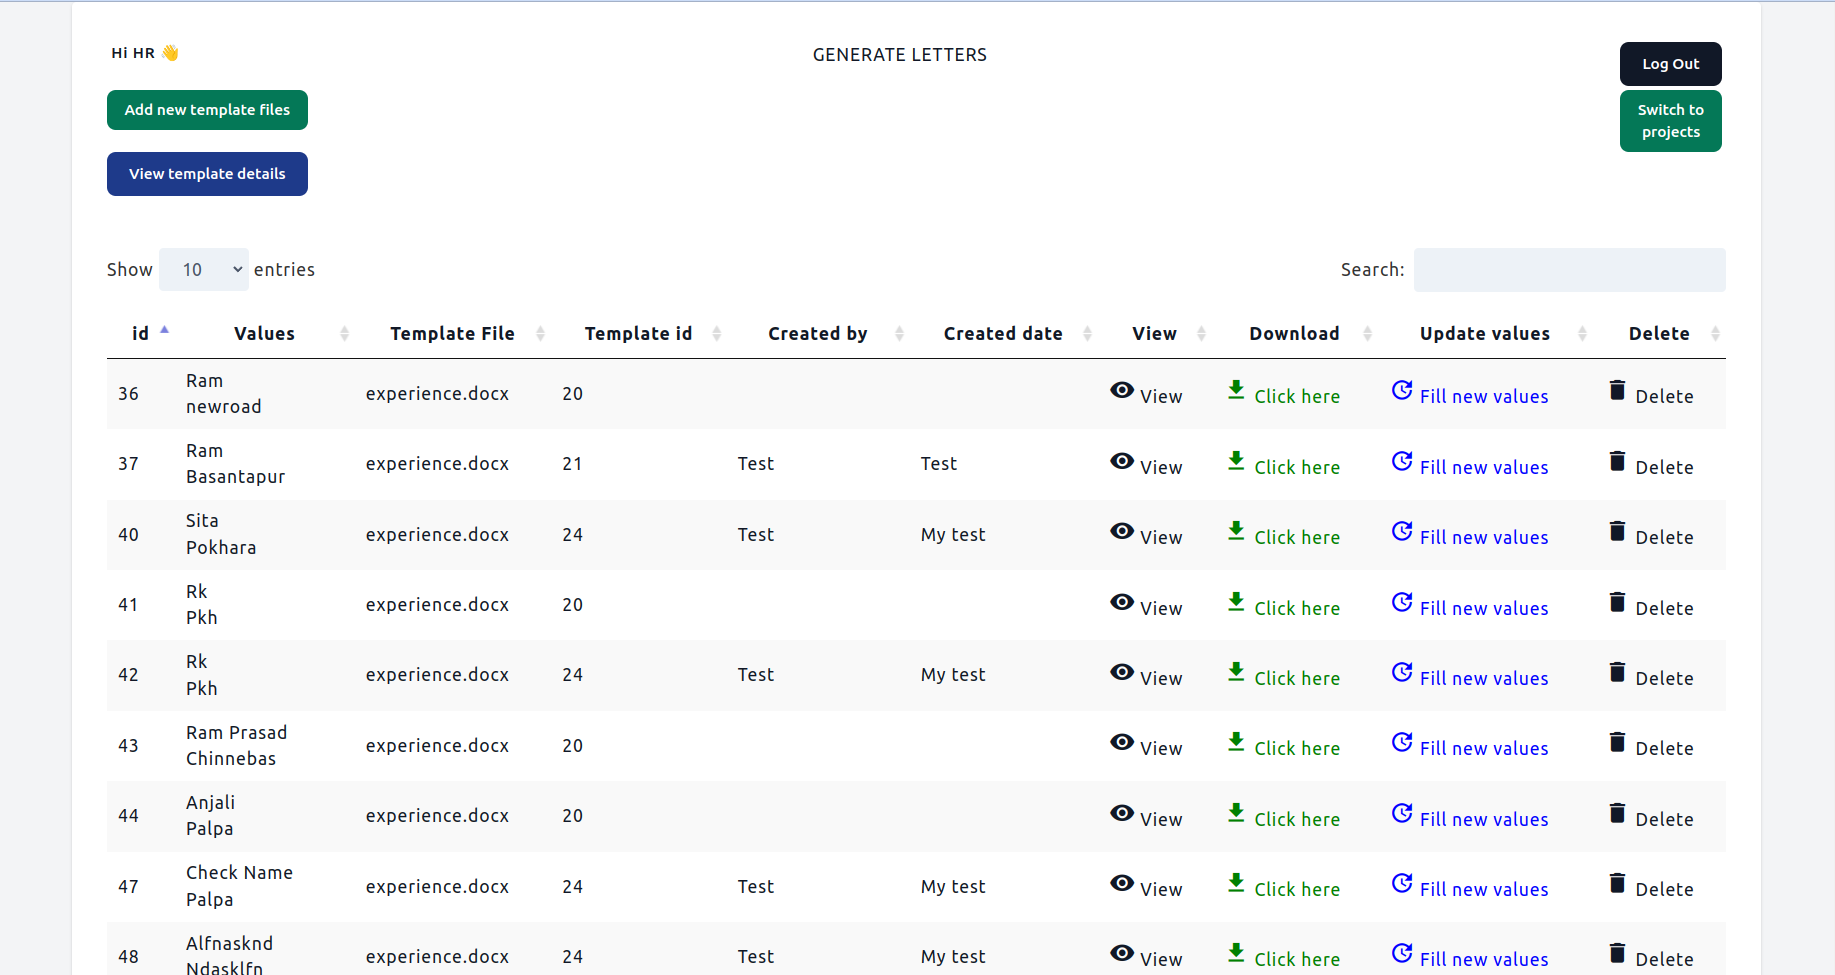 Hi HR 👋
GENERATE LETTERS
Log Out
Add new template files
Switch to
projects
View template details
Show 10 entries
Search:
id Values Template File Template id Created by Created date View Download Update values Delete
36 Ram
newroad experience.docx 20 View Click here Fill new values Delete
37 Ram
Basantapur experience.docx 21 Test Test View Click here Fill new values Delete
40 Sita
Pokhara experience.docx 24 Test My test View Click here Fill new values Delete
41 Rk
Pkh experience.docx 20 View Click here Fill new values Delete
42 Rk
Pkh experience.docx 24 Test My test View Click here Fill new values Delete
43 Ram Prasad
Chinnebas experience.docx 20 View Click here Fill new values Delete
44 Anjali
Palpa experience.docx 20 View Click here Fill new values Delete
47 Check Name
Palpa experience.docx 24 Test My test View Click here Fill new values Delete
48 Alfnasknd
Ndasklfn experience.docx 24 Test My test View Click here Fill new values Delete